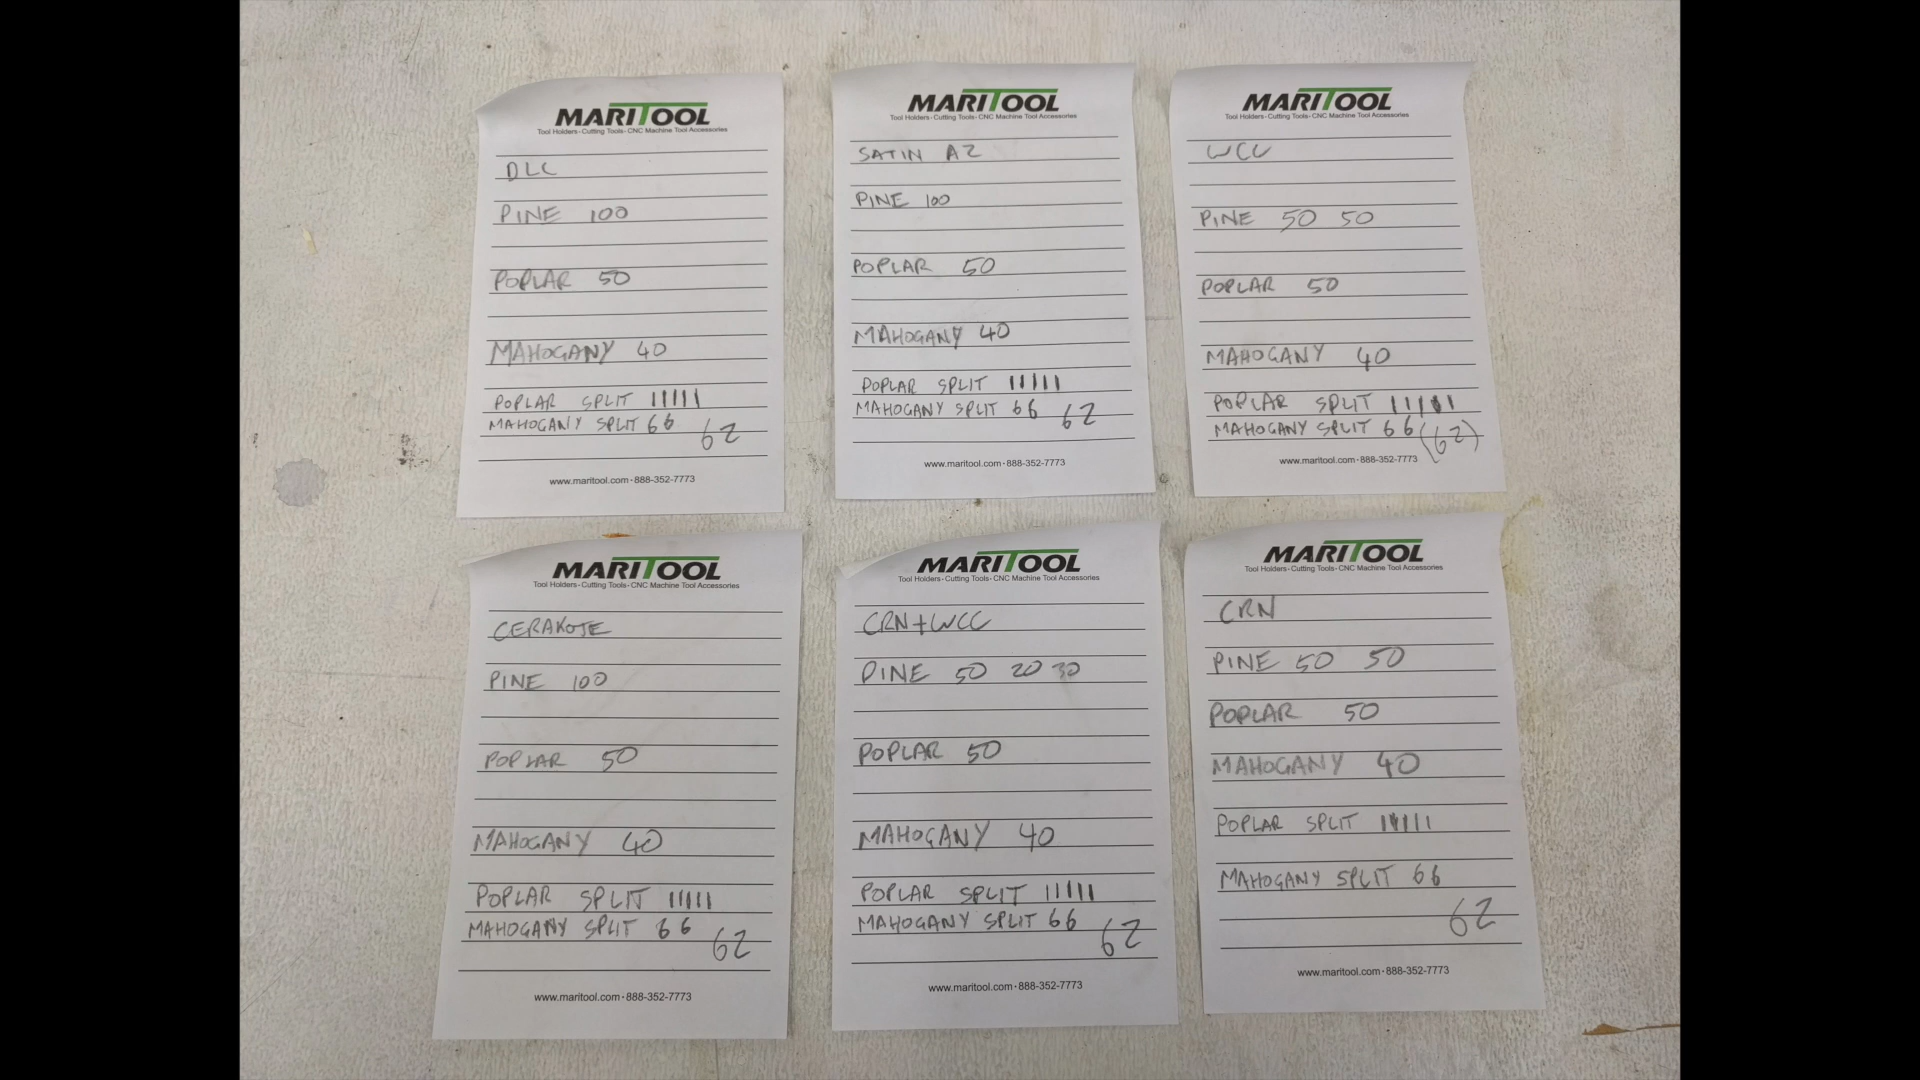 MARITOOL
Tool Holders - Cutting Tools - CNC Machine Tool Accessories
DLC
PINE 100
POPLAR 50
MAHOGANY 40
POPLAR SPLIT IIIII
MAHOGANY SPLIT 66
62
www.maritool.com • 888-352-7773
MARITOOL
Tool Holders - Cutting Tools - CNC Machine Tool Accessories
SATIN A2
PINE 100
POPLAR 50
MAHOGANY 40
POPLAR SPLIT IIIII
MAHOGANY SPLIT 66 62
www.maritool.com • 888-352-7773
MARITOOL
Tool Holders - Cutting Tools - CNC Machine Tool Accessories
WCC
PINE 50 50
POPLAR 50
MAHOGANY 40
POPLAR SPLIT IIIII
MAHOGANY SPLIT 66 (62)
www.maritool.com • 888-352-7773
MARITOOL
Tool Holders - Cutting Tools - CNC Machine Tool Accessories
CERAKOTE
PINE 100
POPLAR 50
MAHOGANY 40
POPLAR SPLIT IIIII
MAHOGANY SPLIT 66
62
www.maritool.com • 888-352-7773
MARITOOL
Tool Holders - Cutting Tools - CNC Machine Tool Accessories
CRN+WCC
PINE 50 20 30
POPLAR 50
MAHOGANY 40
POPLAR SPLIT IIIII
MAHOGANY SPLIT 66
62
www.maritool.com • 888-352-7773
MARITOOL
Tool Holders - Cutting Tools - CNC Machine Tool Accessories
CRN
PINE 50 50
POPLAR 50
MAHOGANY 40
POPLAR SPLIT IIIII
MAHOGANY SPLIT 66
62
www.maritool.com • 888-352-7773